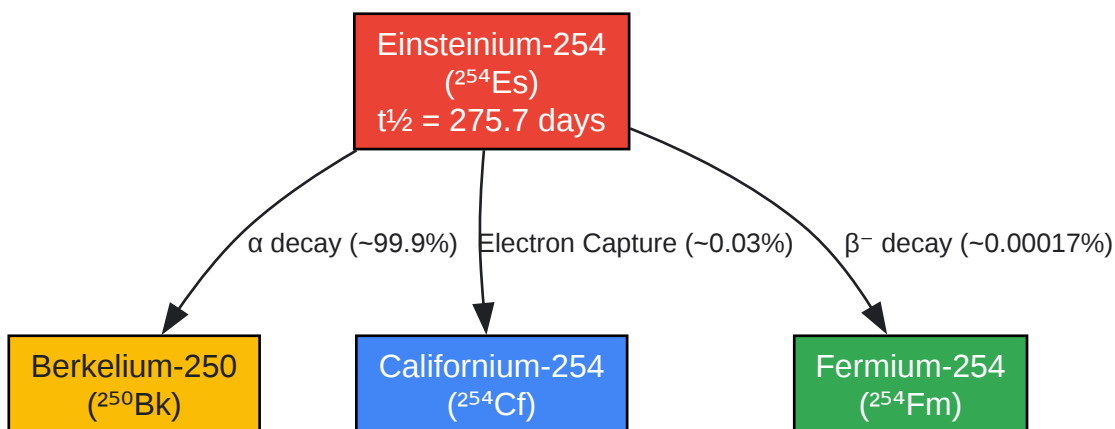 Einsteinium-254
(²⁵⁴Es)
t½ = 275.7 days
α decay (~99.9%)
Electron Capture (~0.03%)
β⁻ decay (~0.00017%)
Berkelium-250
(²⁵⁰Bk)
Californium-254
(²⁵⁴Cf)
Fermium-254
(²⁵⁴Fm)